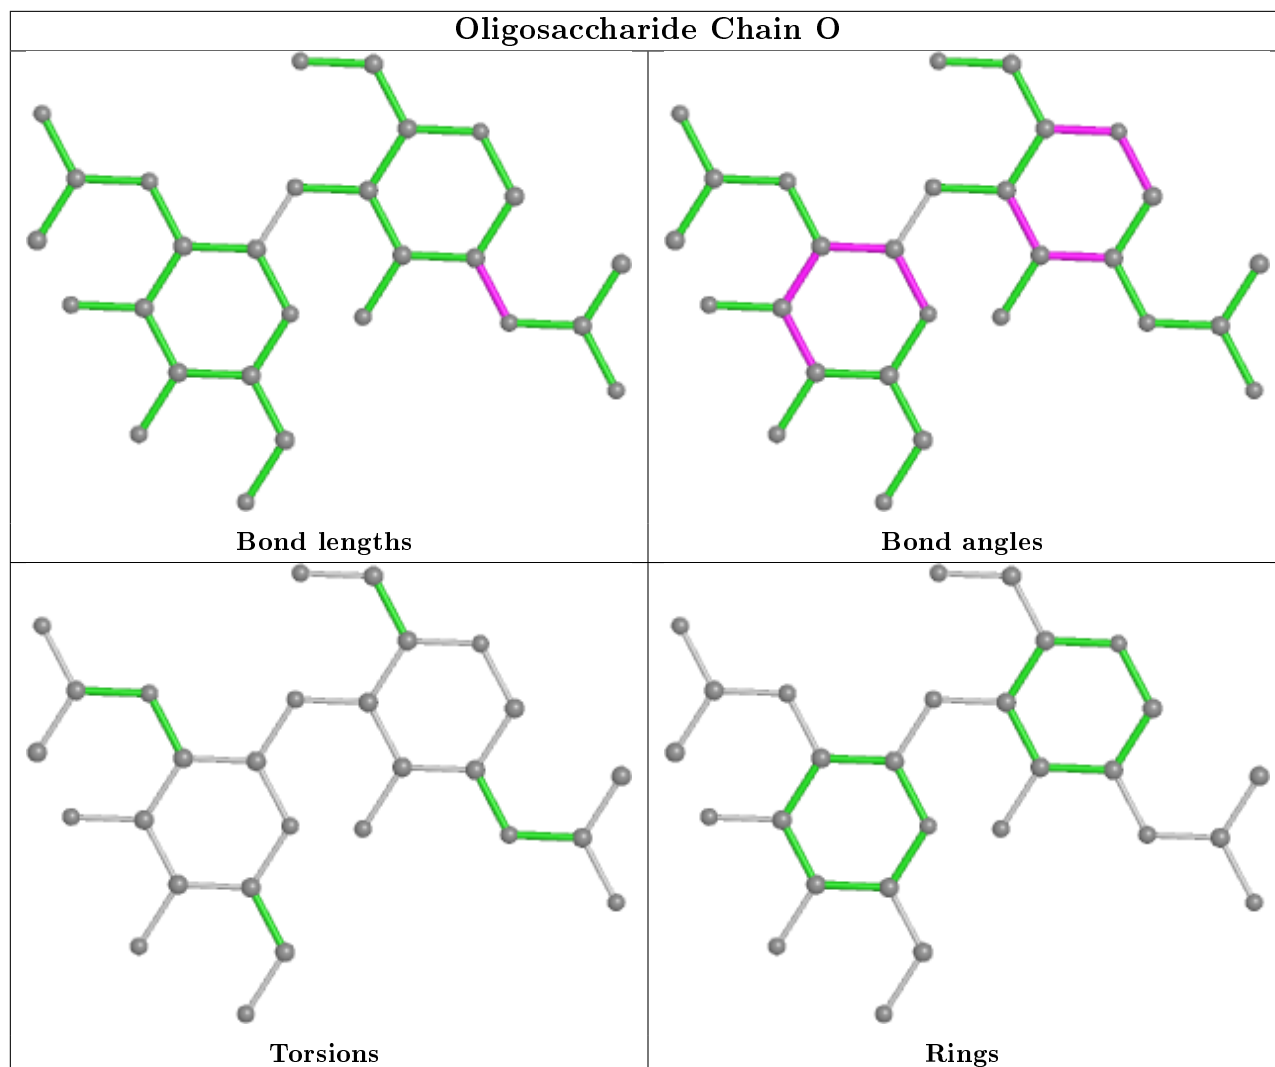 Oligosaccharide Chain O
Bond lengths
Bond angles
Torsions
Rings